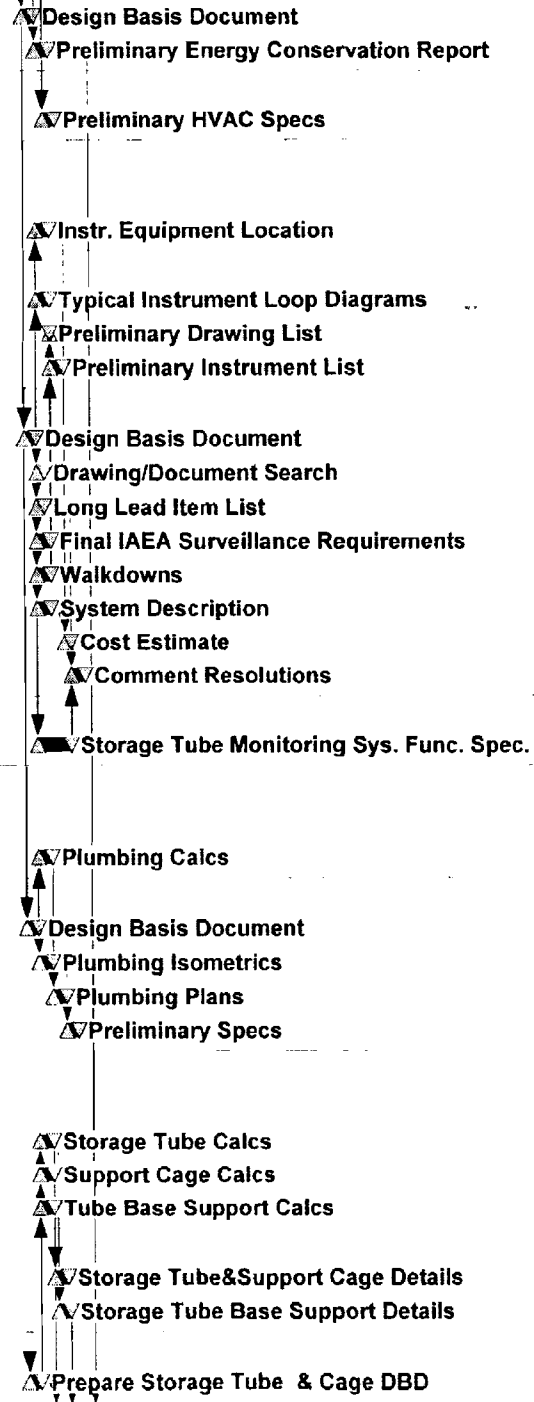 Design Basis Document
Preliminary Energy Conservation Report
Preliminary HVAC Specs
Instr. Equipment Location
Typical Instrument Loop Diagrams
Preliminary Drawing List
Preliminary Instrument List
Design Basis Document
Drawing/Document Search
Long Lead Item List
Final IAEA Surveillance Requirements
Walkdowns
System Description
Cost Estimate
Comment Resolutions
Storage Tube Monitoring Sys. Func. Spec.
Plumbing Calcs
Design Basis Document
Plumbing Isometrics
Plumbing Plans
Preliminary Specs
Storage Tube Calcs
Support Cage Calcs
Tube Base Support Calcs
Storage Tube&Support Cage Details
Storage Tube Base Support Details
Prepare Storage Tube & Cage DBD